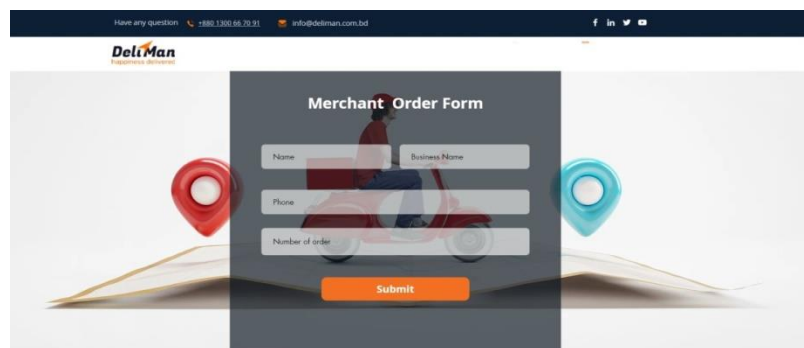 Have any question +880 1300 66 70 91 info@deliman.com.bd
DeliMan
happiness delivered
Merchant Order Form
Name Business Name
Phone
Number of order
Submit